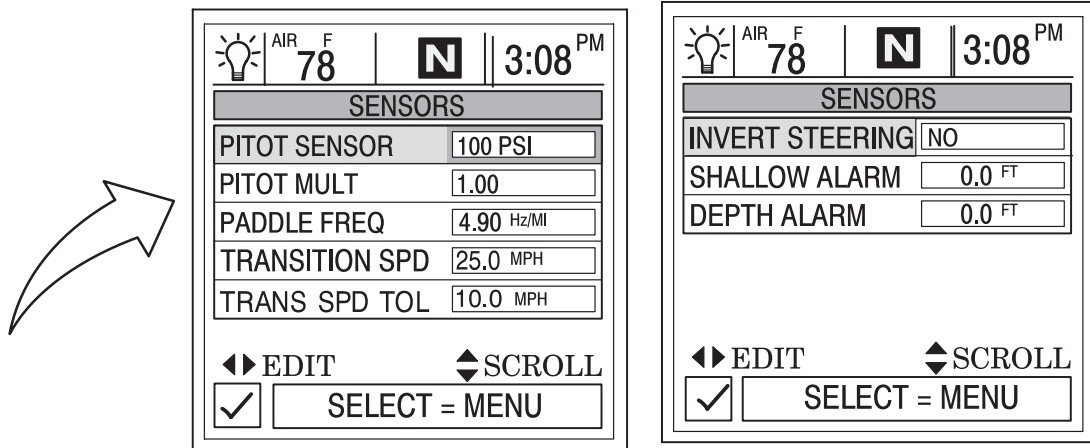 AIR F
78 N 3:08 PM
SENSORS
PITOT SENSOR 100 PSI
PITOT MULT 1.00
PADDLE FREQ 4.90 Hz/MI
TRANSITION SPD 25.0 MPH
TRANS SPD TOL 10.0 MPH
EDIT SCROLL
SELECT = MENU
AIR F
78 N 3:08 PM
SENSORS
INVERT STEERING NO
SHALLOW ALARM 0.0 FT
DEPTH ALARM 0.0 FT
EDIT SCROLL
SELECT = MENU